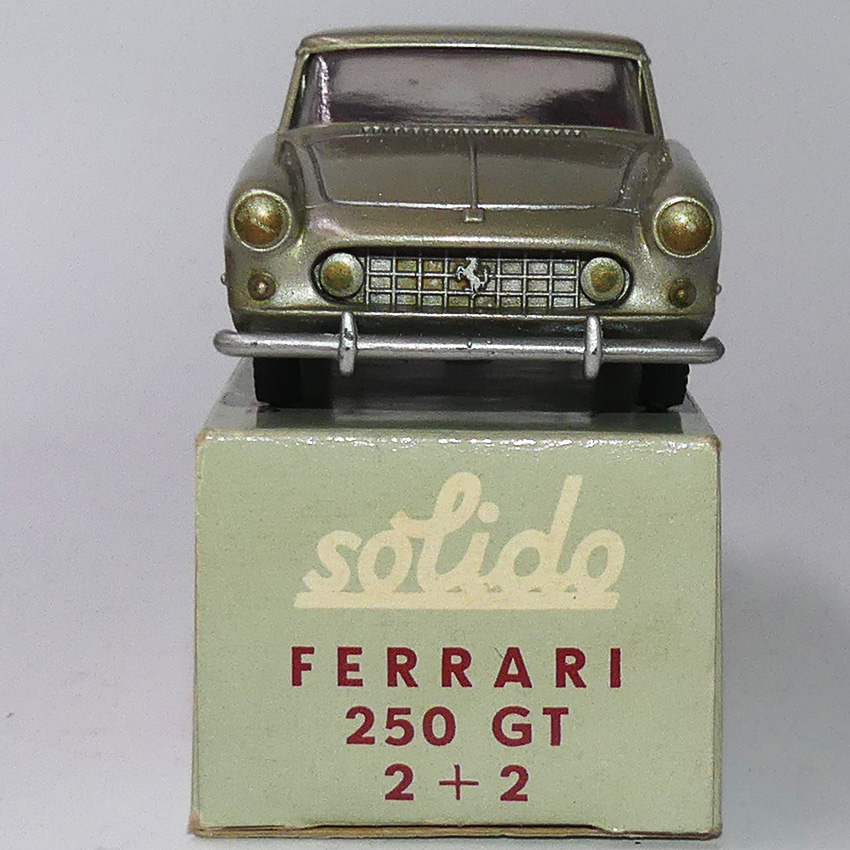 solido
FERRARI
250 GT
2+2